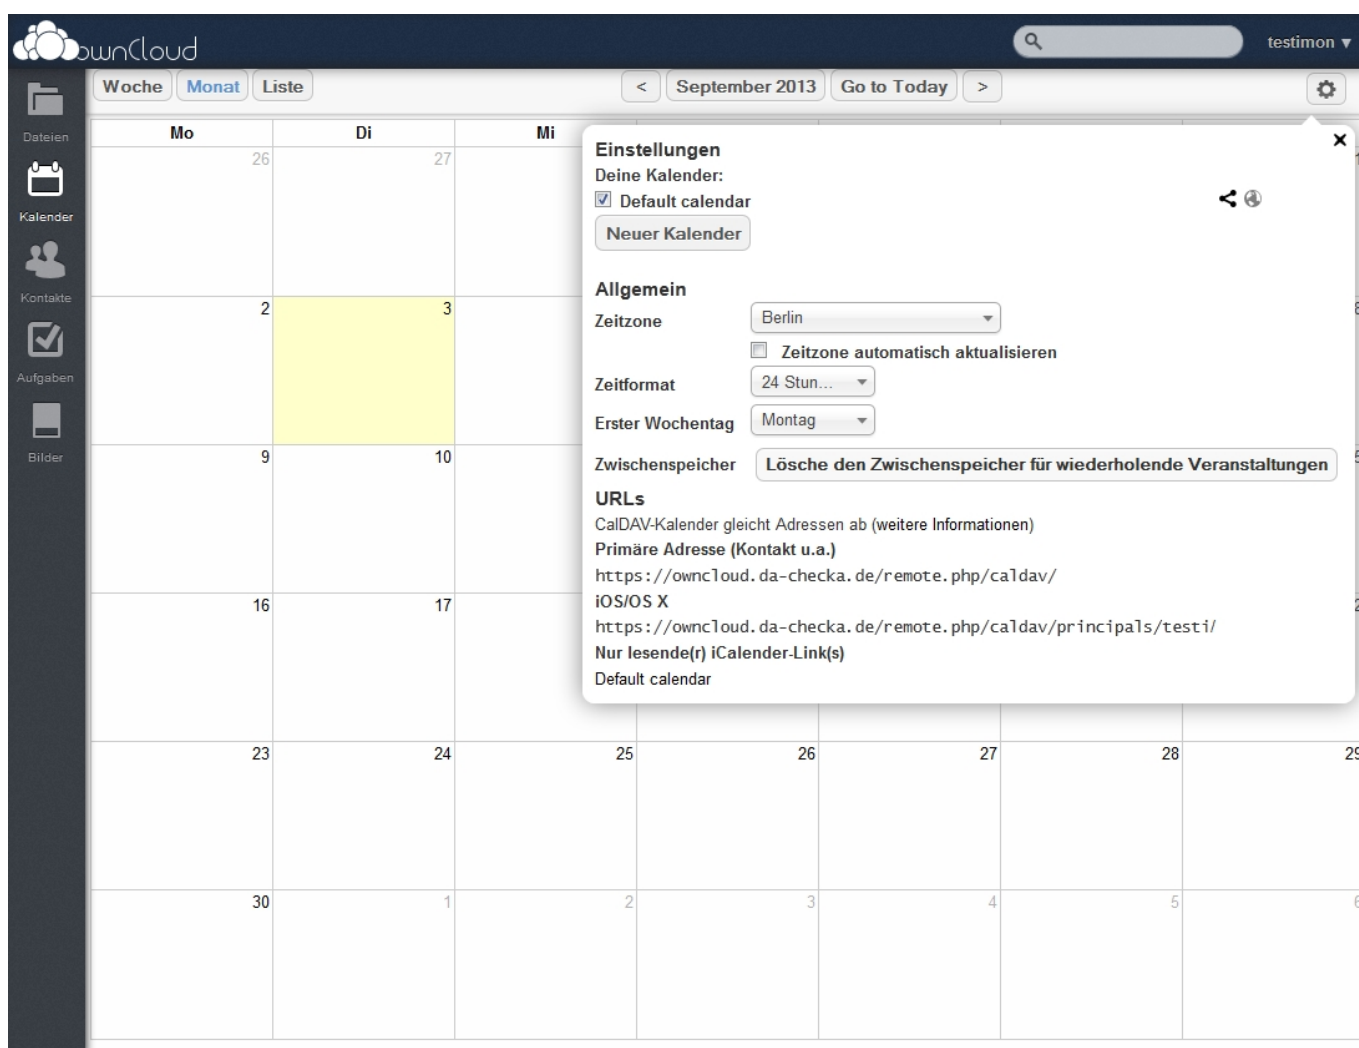 ownCloud
testimon ▼
Woche Monat Liste < September 2013 Go to Today >
Dateien
Kalender
Kontakte
Aufgaben
Bilder
Mo Di Mi
26 27
2 3
9 10
16 17
23 24 25 26 27 28 29
30 1 2 3 4 5 6
Einstellungen
Deine Kalender:
Default calendar
Neuer Kalender
Allgemein
Zeitzone Berlin
Zeitzone automatisch aktualisieren
Zeitformat 24 Stun...
Erster Wochentag Montag
Zwischenspeicher Lösche den Zwischenspeicher für wiederholende Veranstaltungen
URLs
CalDAV-Kalender gleicht Adressen ab (weitere Informationen)
Primäre Adresse (Kontakt u.a.)
https://owncloud.da-checka.de/remote.php/caldav/
iOS/OS X
https://owncloud.da-checka.de/remote.php/caldav/principals/testi/
Nur lesende(r) iCalender-Link(s)
Default calendar